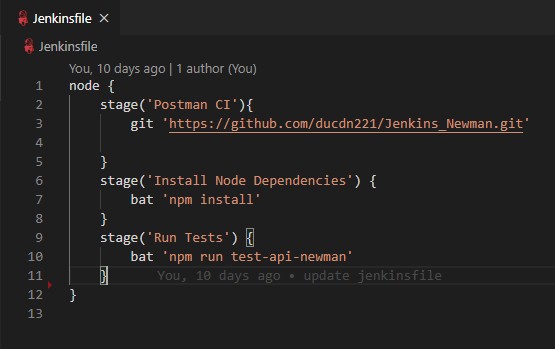 Jenkinsfile ×
Jenkinsfile
You, 10 days ago | 1 author (You)
1 node {
2     stage('Postman CI'){
3         git 'https://github.com/ducdn221/Jenkins_Newman.git'
4
5     }
6     stage('Install Node Dependencies') {
7         bat 'npm install'
8     }
9     stage('Run Tests') {
10         bat 'npm run test-api-newman'
11     }      You, 10 days ago • update jenkinsfile
12 }
13